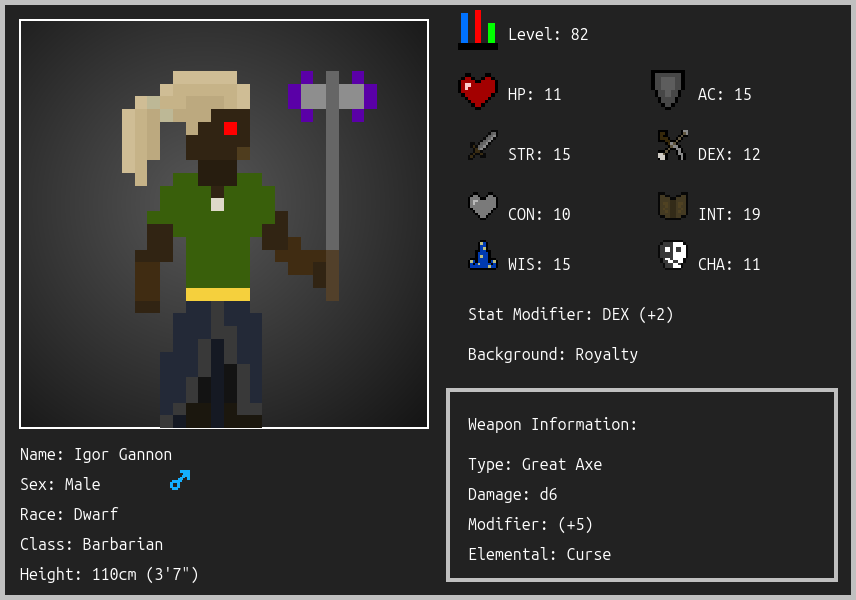 Level: 82
HP: 11
AC: 15
STR: 15
DEX: 12
CON: 10
INT: 19
WIS: 15
CHA: 11
Stat Modifier: DEX (+2)
Background: Royalty
Weapon Information:
Type: Great Axe
Damage: d6
Modifier: (+5)
Elemental: Curse
Name: Igor Gannon
Sex: Male
Race: Dwarf
Class: Barbarian
Height: 110cm (3'7")